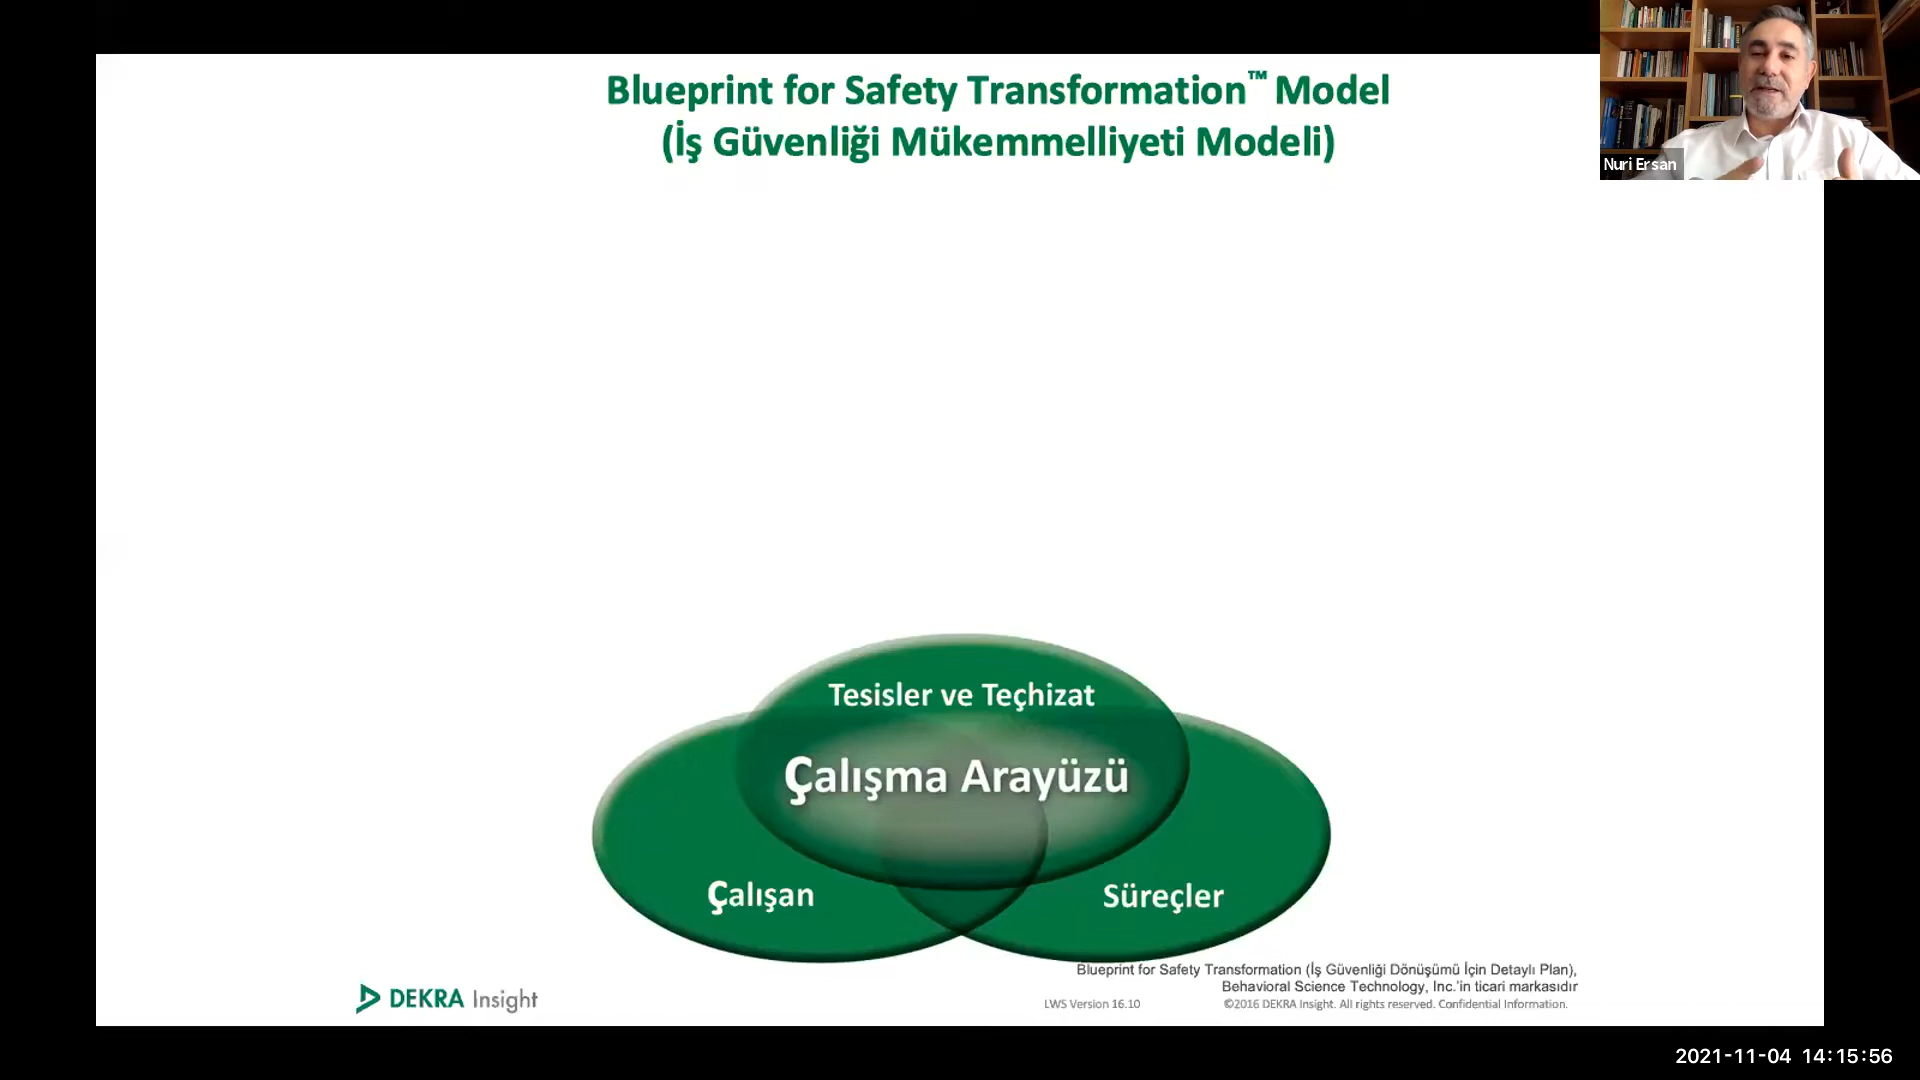 Blueprint for Safety Transformation™ Model
(İş Güvenliği Mükemmelliyeti Modeli)
Nuri Ersan
Tesisler ve Teçhizat
Çalışma Arayüzü
Çalışan
Süreçler
Blueprint for Safety Transformation (İş Güvenliği Dönüşümü İçin Detaylı Plan),
Behavioral Science Technology, Inc.'in ticari markasıdır
DEKRA Insight
LWS Version 16.10
©2016 DEKRA Insight. All rights reserved. Confidential Information.
2021-11-04 14:15:56